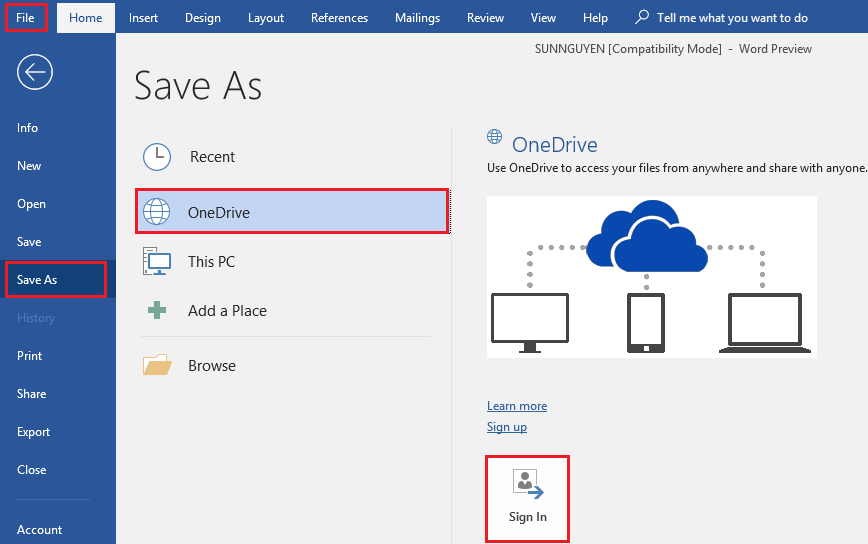 File Home Insert Design Layout References Mailings Review View Help Tell me what you want to do
SUNNGUYEN [Compatibility Mode] - Word Preview
Info
New
Open
Save
Save As
History
Print
Share
Export
Close
Account
Save As
Recent
OneDrive
This PC
Add a Place
Browse
OneDrive
Use OneDrive to access your files from anywhere and share with anyone.
Learn more
Sign up
Sign In